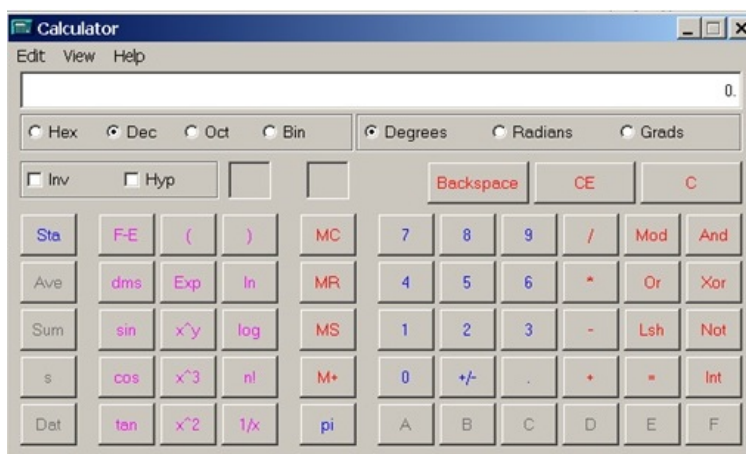 Calculator
Edit View Help
0.
Hex Dec Oct Bin Degrees Radians Grads
Inv Hyp Backspace CE C
Sta F-E ( ) MC 7 8 9 / Mod And
Ave dms Exp ln MR 4 5 6 * Or Xor
Sum sin x^y log MS 1 2 3 - Lsh Not
s cos x^3 n! M+ 0 +/- . + = Int
Dat tan x^2 1/x pi A B C D E F